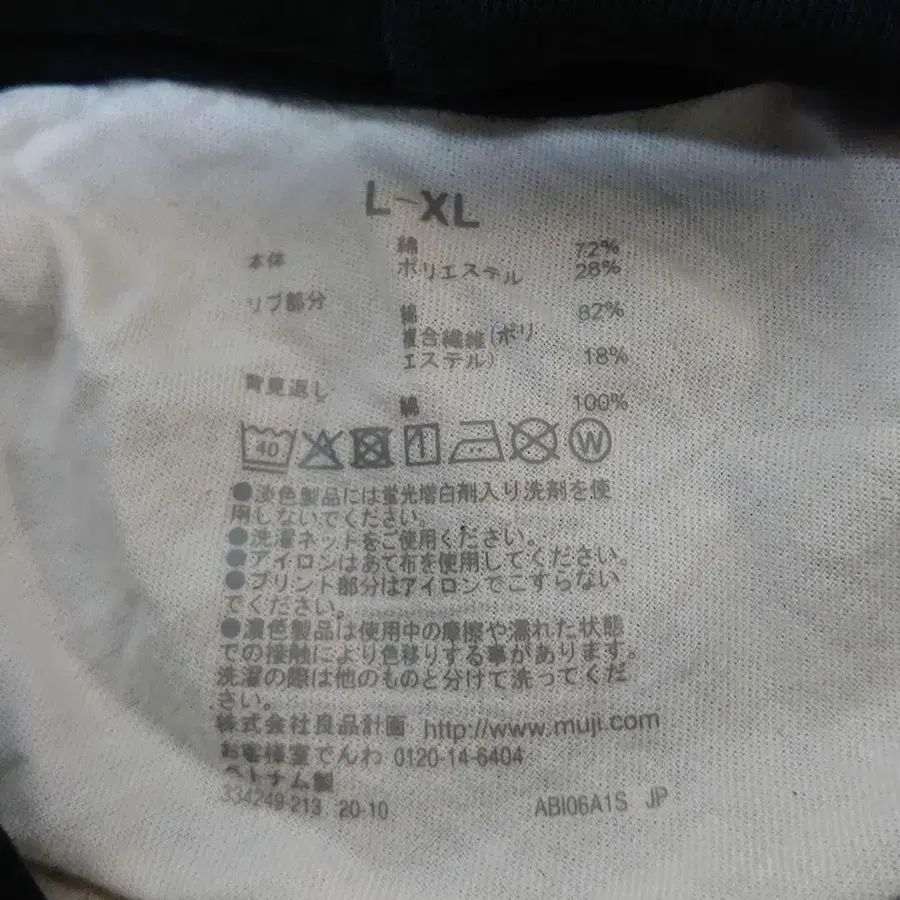 L-XL
本体 綿 72%
ポリエステル 28%
リブ部分 綿 82%
複合繊維(ポリ
エステル) 18%
背見返し 綿 100%
40 W
●淡色製品には蛍光増白剤入り洗剤を使
用しないでください。
●洗濯ネットをご使用ください。
●アイロンはあて布を使用してください。
●プリント部分はアイロンでこすらない
でください。
●濃色製品は使用中の摩擦や濡れた状態
での接触により色移りする事があります。
洗濯の際は他のものと分けて洗ってくだ
さい。
株式会社良品計画 http://www.muji.com
お客様室でんわ 0120-14-6404
ベトナム製
334249-213 20-10 ABI06A1S JP